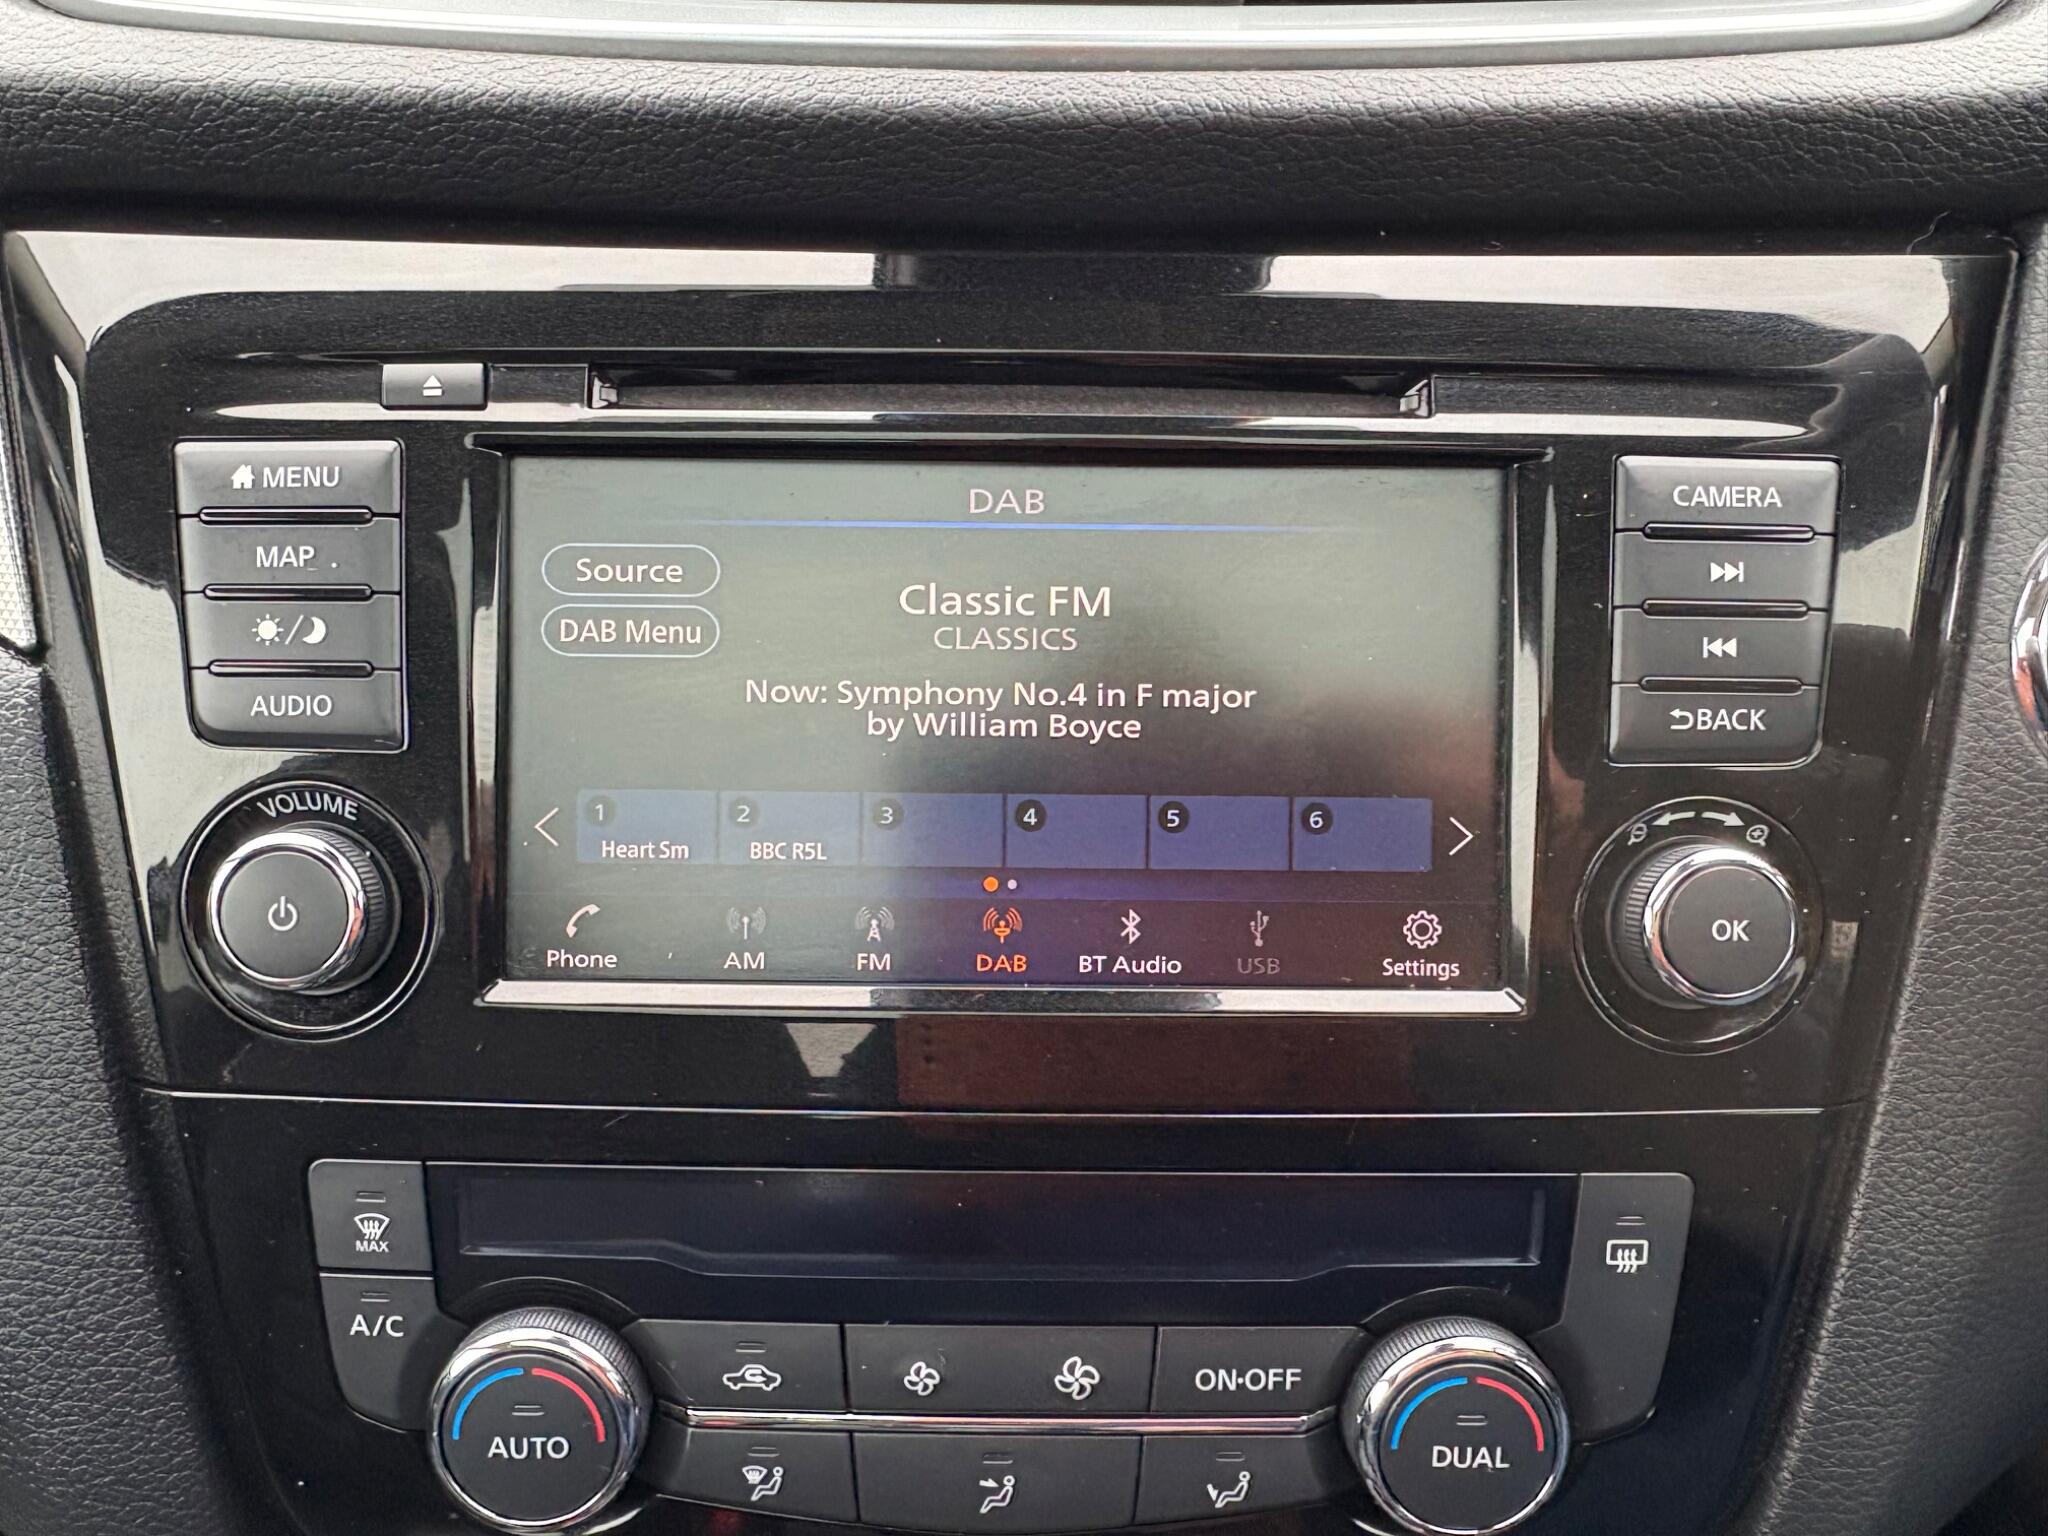 MENU
MAP
AUDIO
VOLUME
DAB
Source
DAB Menu
Classic FM
CLASSICS
Now: Symphony No.4 in F major
by William Boyce
1
Heart Sm
2
BBC R5L
3
4
5
6
Phone
AM
FM
DAB
BT Audio
USB
Settings
CAMERA
BACK
OK
MAX
A/C
AUTO
ON·OFF
DUAL